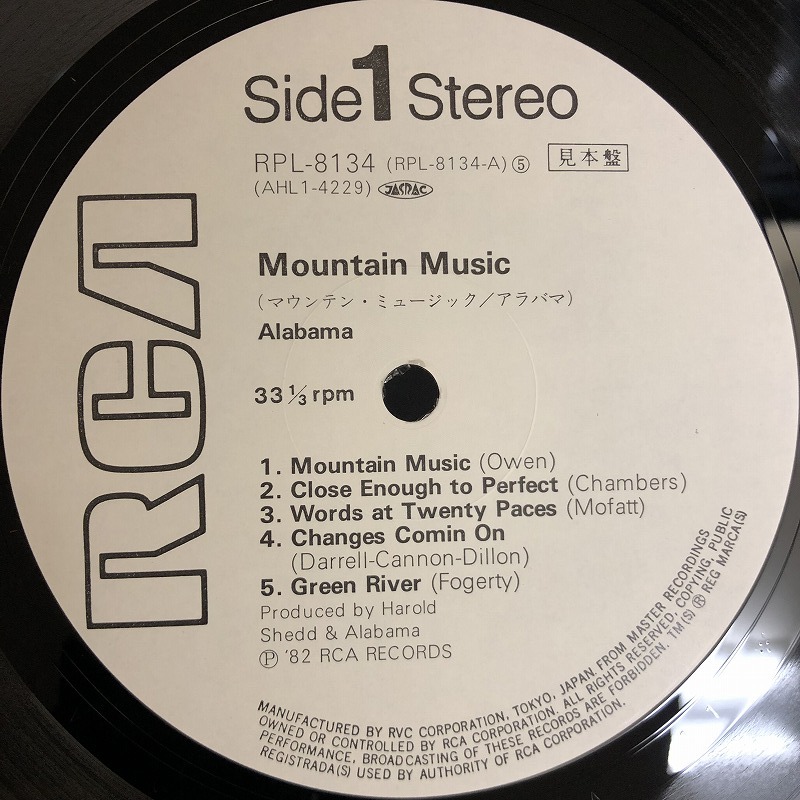 Side 1 Stereo
RPL-8134 (RPL-8134-A) ⑤ 見本盤
(AHL1-4229) JASRAC
RCA
Mountain Music
(マウンテン・ミュージック/アラバマ)
Alabama
33 1/3 rpm
1. Mountain Music (Owen)
2. Close Enough to Perfect (Chambers)
3. Words at Twenty Paces (Mofatt)
4. Changes Comin On
(Darrell-Cannon-Dillon)
5. Green River (Fogerty)
Produced by Harold
Shedd & Alabama
Ⓟ '82 RCA RECORDS
MANUFACTURED BY RVC CORPORATION, TOKYO, JAPAN. FROM MASTER RECORDINGS
OWNED OR CONTROLLED BY RCA CORPORATION. ALL RIGHTS RESERVED, COPYING, PUBLIC
PERFORMANCE, BROADCASTING OF THESE RECORDS ARE FORBIDDEN. TM(S) ® REG MARCA(S)
REGISTRADA(S) USED BY AUTHORITY OF RCA CORPORATION.